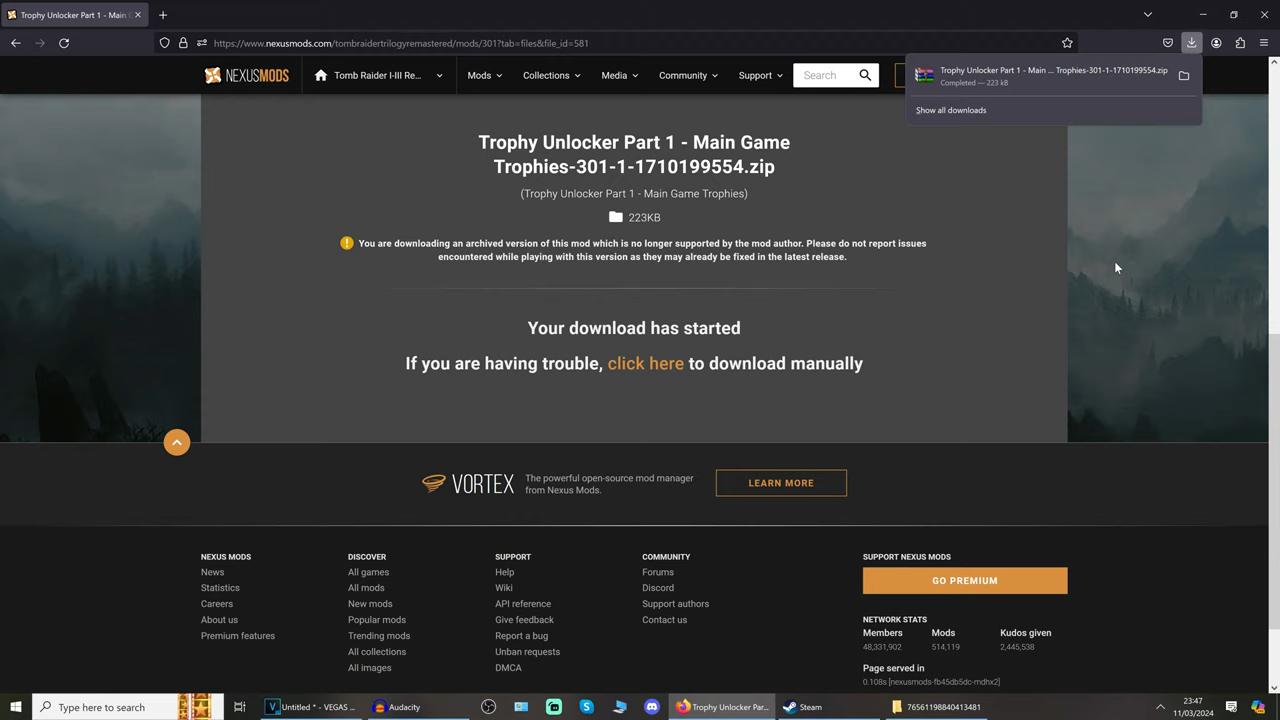 Trophy Unlocker Part 1 - Main G
https://www.nexusmods.com/tombraidertrilogyremastered/mods/301?tab=files&file_id=581
NEXUSMODS
Tomb Raider I-III Re...
Mods
Collections
Media
Community
Support
Search
Trophy Unlocker Part 1 - Main ... Trophies-301-1-1710199554.zip
Completed — 223 kB
Show all downloads
Trophy Unlocker Part 1 - Main Game
Trophies-301-1-1710199554.zip
(Trophy Unlocker Part 1 - Main Game Trophies)
223KB
You are downloading an archived version of this mod which is no longer supported by the mod author. Please do not report issues
encountered while playing with this version as they may already be fixed in the latest release.
Your download has started
If you are having trouble, click here to download manually
VORTEX
The powerful open-source mod manager
from Nexus Mods.
LEARN MORE
NEXUS MODS
News
Statistics
Careers
About us
Premium features
DISCOVER
All games
All mods
New mods
Popular mods
Trending mods
All collections
All images
SUPPORT
Help
Wiki
API reference
Give feedback
Report a bug
Unban requests
DMCA
COMMUNITY
Forums
Discord
Support authors
Contact us
SUPPORT NEXUS MODS
GO PREMIUM
NETWORK STATS
Members
48,331,902
Mods
514,119
Kudos given
2,445,538
Page served in
0.108s [nexusmods-fb45db5dc-mdhx2]
Type here to search
Untitled * - VEGAS ...
Audacity
Trophy Unlocker Par...
Steam
76561198840413481
23:47
11/03/2024